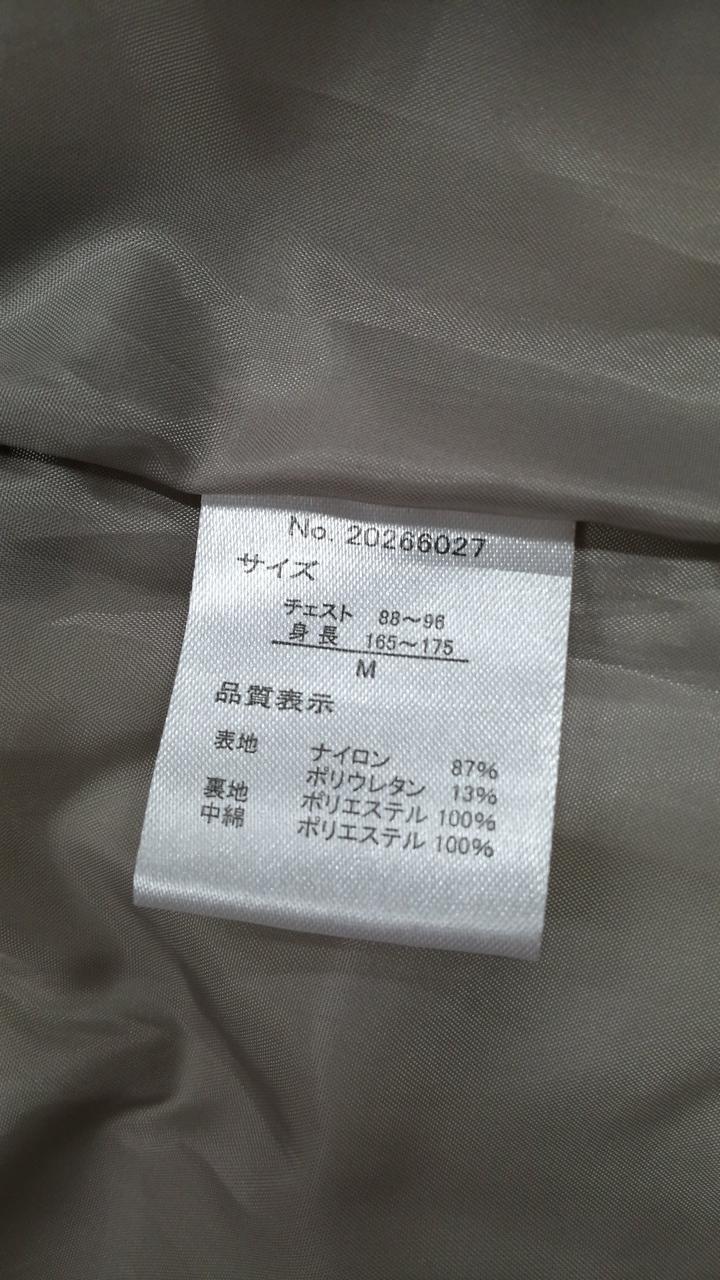 No. 20266027
サイズ
チェスト 88～96
身長 165～175
M
品質表示
表地 ナイロン 87%
ポリウレタン 13%
裏地 ポリエステル 100%
中綿 ポリエステル 100%